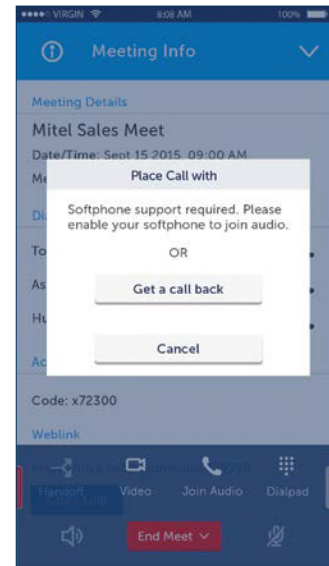 VIRGIN 8:08 AM 100%
Meeting Info
Meeting Details
Mitel Sales Meet
Date/Time: Sept 15 2015 09:00 AM
Place Call with
Softphone support required. Please
enable your softphone to join audio.
OR
Get a call back
Cancel
Code: x72300
Weblink
Handoff Video Join Audio Dialpad
End Meet